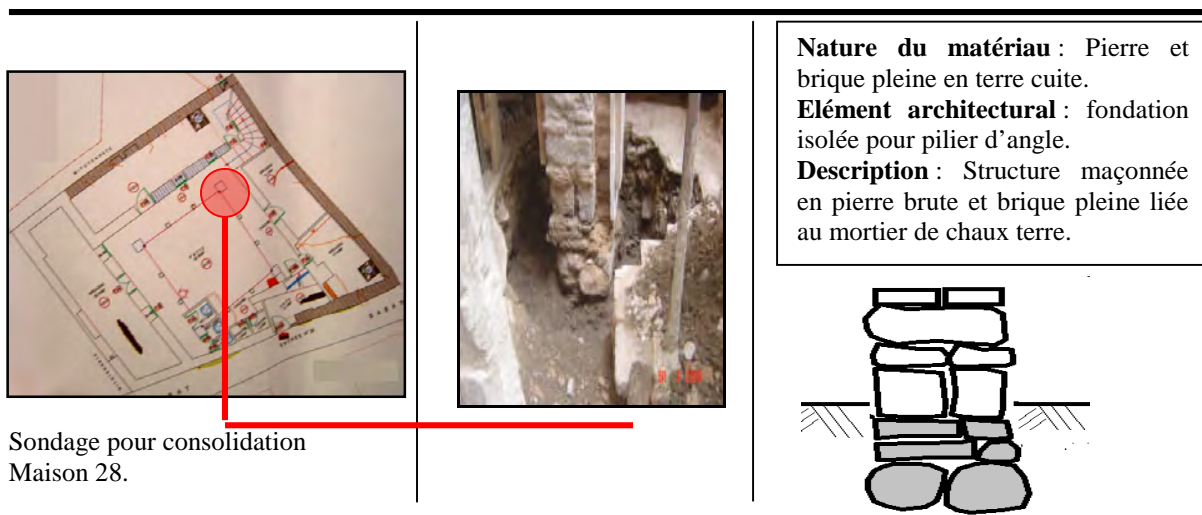 Nature du matériau : Pierre et
brique pleine en terre cuite.
Elément architectural : fondation
isolée pour pilier d'angle.
Description : Structure maçonnée
en pierre brute et brique pleine liée
au mortier de chaux terre.
Sondage pour consolidation
Maison 28.